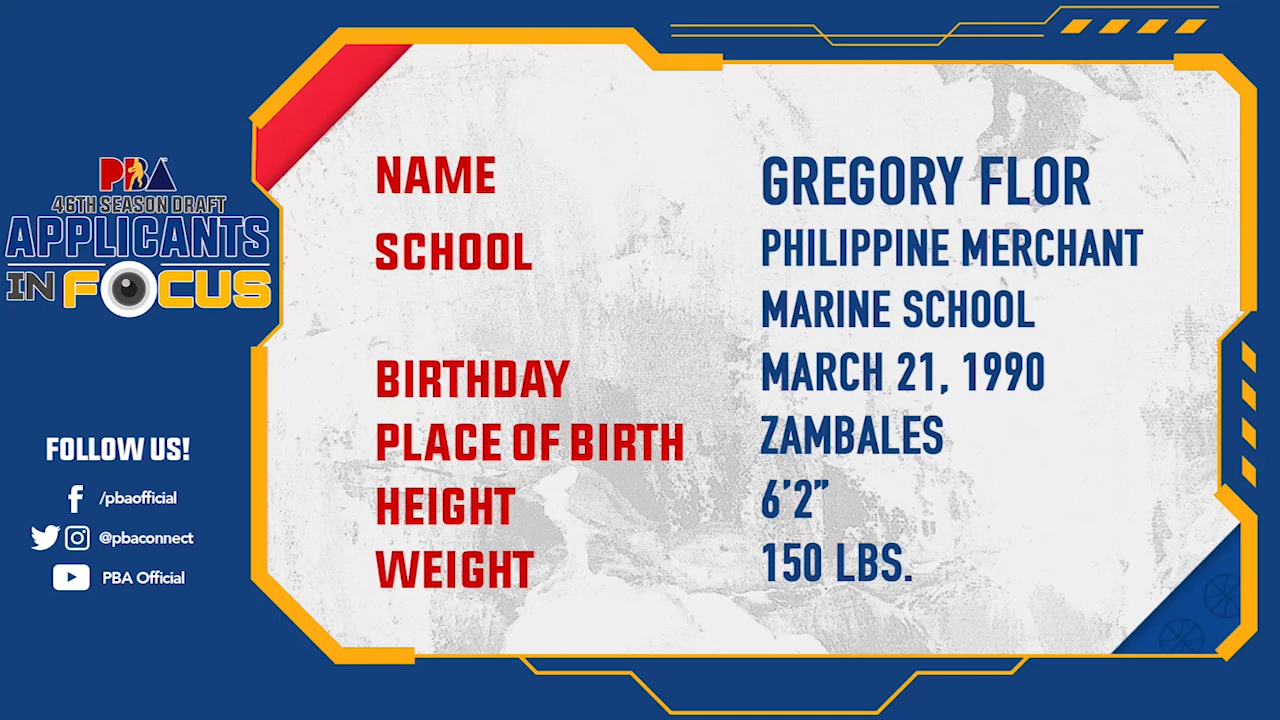 PBA
46TH SEASON DRAFT
APPLICANTS
IN FOCUS
FOLLOW US!
/pbaofficial
@pbaconnect
PBA Official
NAME GREGORY FLOR
SCHOOL PHILIPPINE MERCHANT
MARINE SCHOOL
BIRTHDAY MARCH 21, 1990
PLACE OF BIRTH ZAMBALES
HEIGHT 6'2"
WEIGHT 150 LBS.